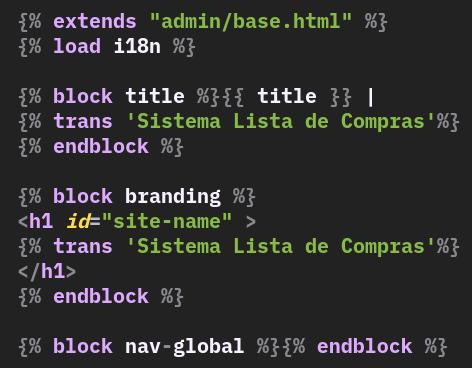 {% extends "admin/base.html" %}
{% load i18n %}
{% block title %}{{ title }} |
{% trans 'Sistema Lista de Compras'%}
{% endblock %}
{% block branding %}
<h1 id="site-name" >
{% trans 'Sistema Lista de Compras'%}
</h1>
{% endblock %}
{% block nav-global %}{% endblock %}